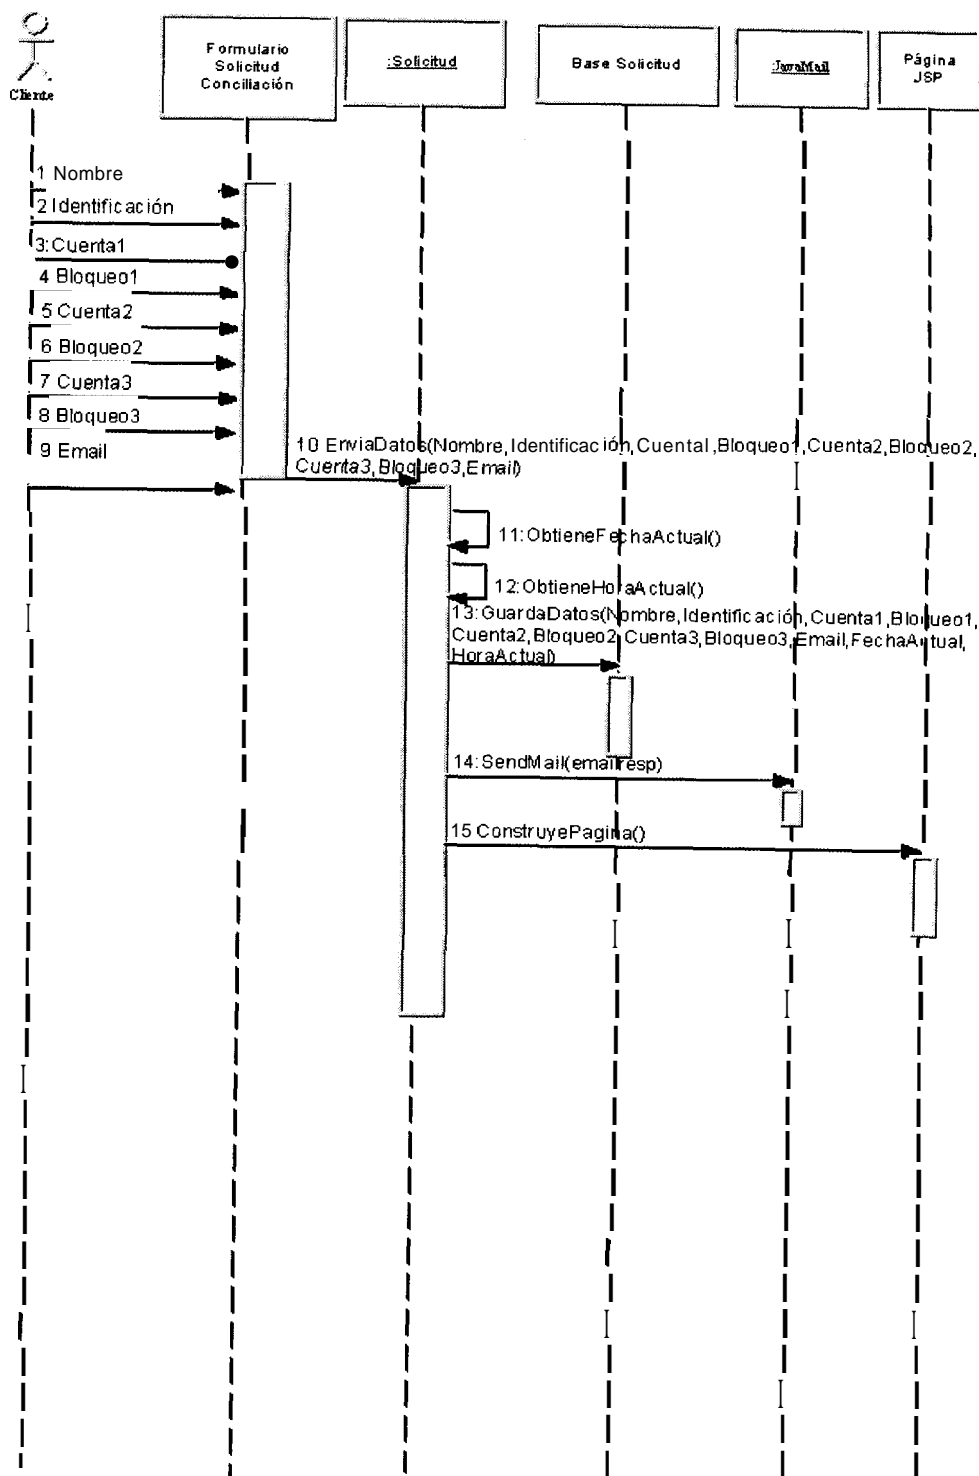 Cliente
Formulario
Solicitud
Conciliación
:Solicitud
Base Solicitud
:JavaMail
Página
JSP
1 Nombre
2 Identificación
3:Cuenta1
4 Bloqueo1
5 Cuenta2
6 Bloqueo2
7 Cuenta3
8 Bloqueo3
9 Email
10 EnviaDatos(Nombre,Identificación,Cuenta1,Bloqueo1,Cuenta2,Bloqueo2,
Cuenta3,Bloqueo3,Email)
11:ObtieneFechaActual()
12:ObtieneHoraActual()
13:GuardaDatos(Nombre,Identificación,Cuenta1,Bloqueo1,
Cuenta2,Bloqueo2,Cuenta3,Bloqueo3,Email,FechaActual,
HoraActual)
14:SendMail(emailresp)
15 ConstruyePagina()